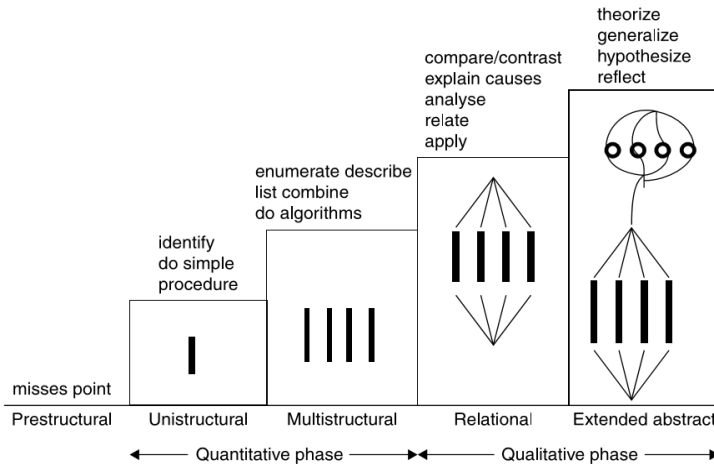 theorize
generalize
hypothesize
reflect
compare/contrast
explain causes
analyse
relate
apply
enumerate describe
list combine
do algorithms
identify
do simple
procedure
misses point
Prestructural
Unistructural
Multistructural
Relational
Extended abstract
Quantitative phase
Qualitative phase